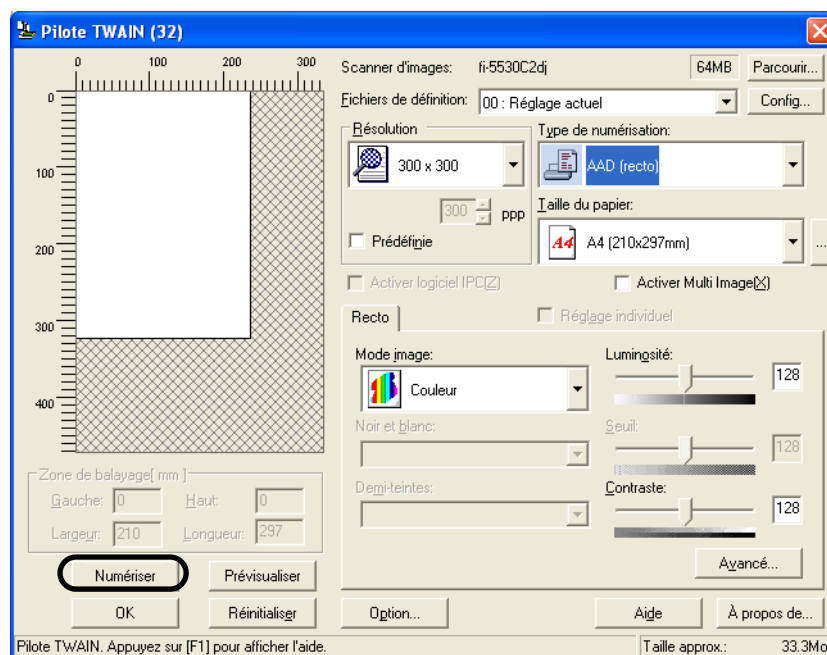 Pilote TWAIN (32)
0 100 200 300
0
100
200
300
400
Scanner d'images: fi-5530C2dj 64MB Parcourir...
Fichiers de définition: 00 : Réglage actuel Config...
Résolution
300 x 300
300 ppp
Prédéfinie
Type de numérisation:
AAD (recto)
Taille du papier:
A4 A4 (210x297mm) ...
Activer logiciel IPC(Z) Activer Multi Image(X)
Recto Réglage individuel
Mode image:
Couleur
Noir et blanc:
Demi-teintes:
Luminosité:
128
Seuil:
128
Contraste:
128
Avancé...
Zone de balayage[ mm ]
Gauche: 0 Haut: 0
Largeur: 210 Longueur: 297
Numériser Prévisualiser
OK Réinitialiser Option... Aide À propos de...
Pilote TWAIN. Appuyez sur [F1] pour afficher l'aide. Taille approx.: 33.3Mo